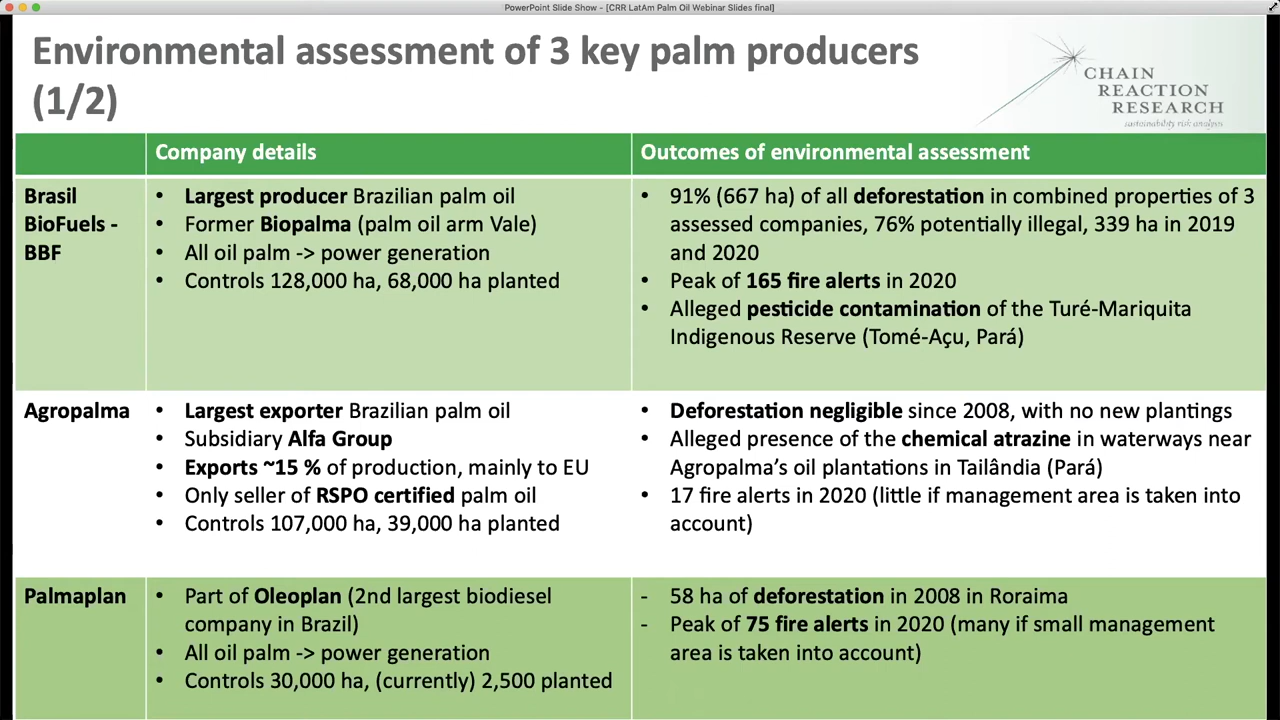 PowerPoint Slide Show - [CRR LatAm Palm Oil Webinar Slides final]
Environmental assessment of 3 key palm producers
(1/2)
CHAIN
REACTION
RESEARCH
sustainability risk analysis
Company details
Outcomes of environmental assessment
Brasil
BioFuels -
BBF
• Largest producer Brazilian palm oil
• Former Biopalma (palm oil arm Vale)
• All oil palm -> power generation
• Controls 128,000 ha, 68,000 ha planted
• 91% (667 ha) of all deforestation in combined properties of 3
assessed companies, 76% potentially illegal, 339 ha in 2019
and 2020
• Peak of 165 fire alerts in 2020
• Alleged pesticide contamination of the Turé-Mariquita
Indigenous Reserve (Tomé-Açu, Pará)
Agropalma
• Largest exporter Brazilian palm oil
• Subsidiary Alfa Group
• Exports ~15 % of production, mainly to EU
• Only seller of RSPO certified palm oil
• Controls 107,000 ha, 39,000 ha planted
• Deforestation negligible since 2008, with no new plantings
• Alleged presence of the chemical atrazine in waterways near
Agropalma's oil plantations in Tailândia (Pará)
• 17 fire alerts in 2020 (little if management area is taken into
account)
Palmaplan
• Part of Oleoplan (2nd largest biodiesel
company in Brazil)
• All oil palm -> power generation
• Controls 30,000 ha, (currently) 2,500 planted
- 58 ha of deforestation in 2008 in Roraima
- Peak of 75 fire alerts in 2020 (many if small management
area is taken into account)